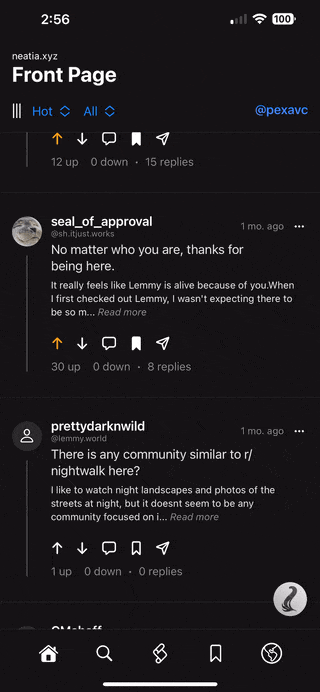 2:56
100
neatia.xyz
Front Page
Hot All @pexavc
12 up 0 down · 15 replies
seal_of_approval 1 mo. ago
@sh.itjust.works
No matter who you are, thanks for
being here.
It really feels like Lemmy is alive because of you.When
I first checked out Lemmy, I wasn't expecting there to
be so m... Read more
30 up 0 down · 8 replies
prettydarknwild 1 mo. ago
@lemmy.world
There is any community similar to r/
nightwalk here?
I like to watch night landscapes and photos of the
streets at night, but it doesnt seem to be any
community focused on i... Read more
1 up 0 down · 0 replies